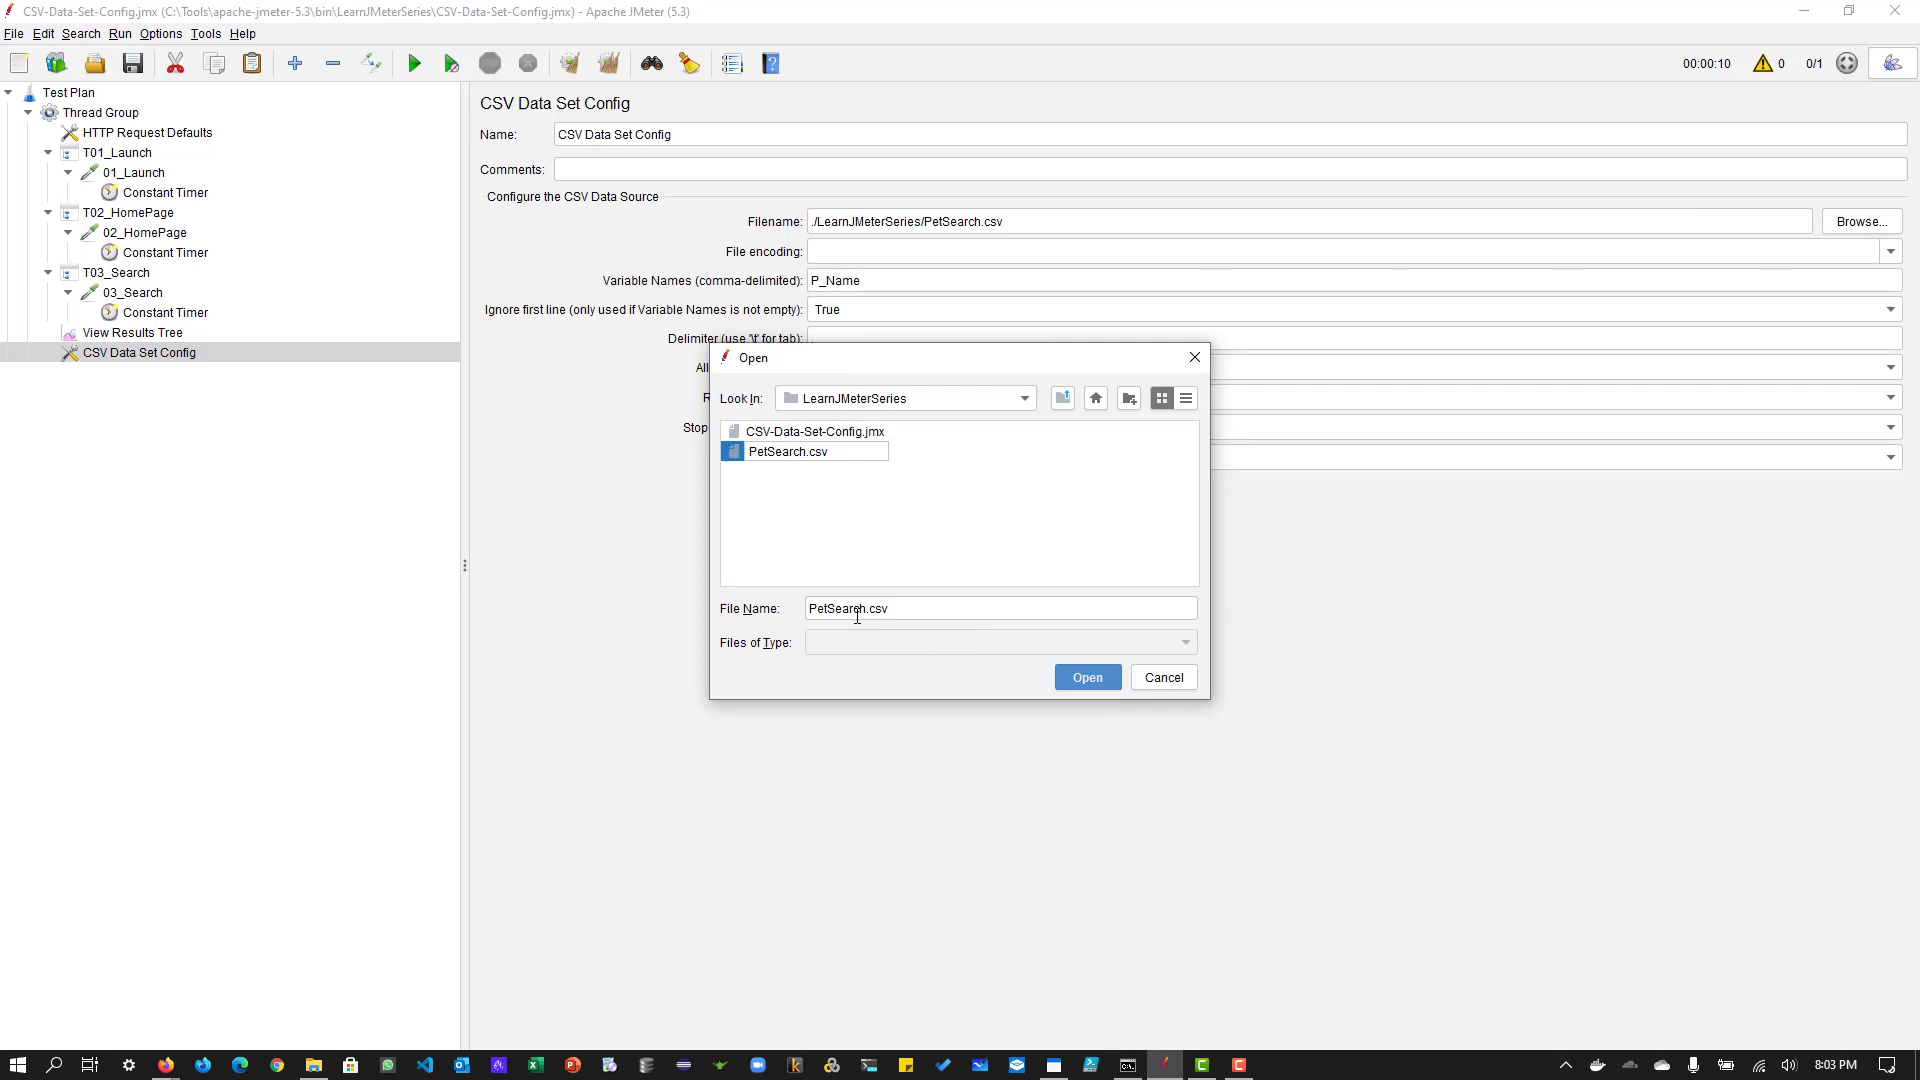 CSV-Data-Set-Config.jmx (C:\Tools\apache-jmeter-5.3\bin\LearnJMeterSeries\CSV-Data-Set-Config.jmx) - Apache JMeter (5.3)
File Edit Search Run Options Tools Help
00:00:10 0 0/1
Test Plan
Thread Group
HTTP Request Defaults
T01_Launch
01_Launch
Constant Timer
T02_HomePage
02_HomePage
Constant Timer
T03_Search
03_Search
Constant Timer
View Results Tree
CSV Data Set Config
CSV Data Set Config
Name: CSV Data Set Config
Comments:
Configure the CSV Data Source
Filename: ./LearnJMeterSeries/PetSearch.csv Browse...
File encoding:
Variable Names (comma-delimited): P_Name
Ignore first line (only used if Variable Names is not empty): True
Delimiter (use '\t' for tab):
All
R
Stop
Open
Look In: LearnJMeterSeries
CSV-Data-Set-Config.jmx
PetSearch.csv
File Name: PetSearch.csv
Files of Type:
Open Cancel
8:03 PM